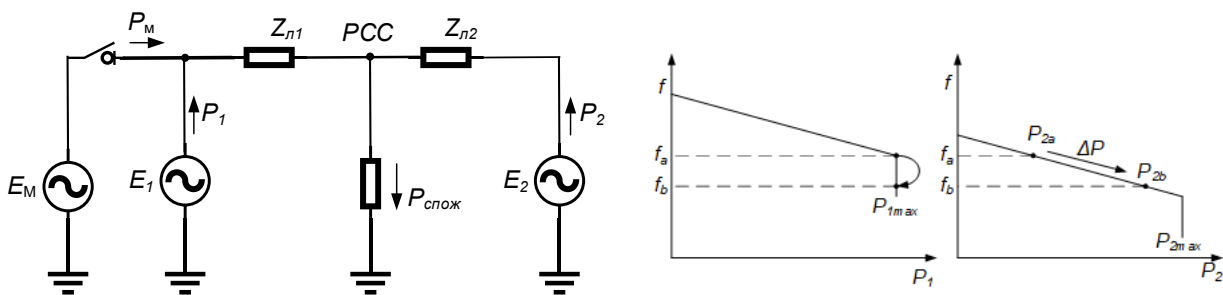 Pм
Zл1
PCC
Zл2
P1
P2
Eм
E1
Pспож
E2
f
fa
fb
P1max
P1
f
fa
fb
P2a
ΔP
P2b
P2max
P2